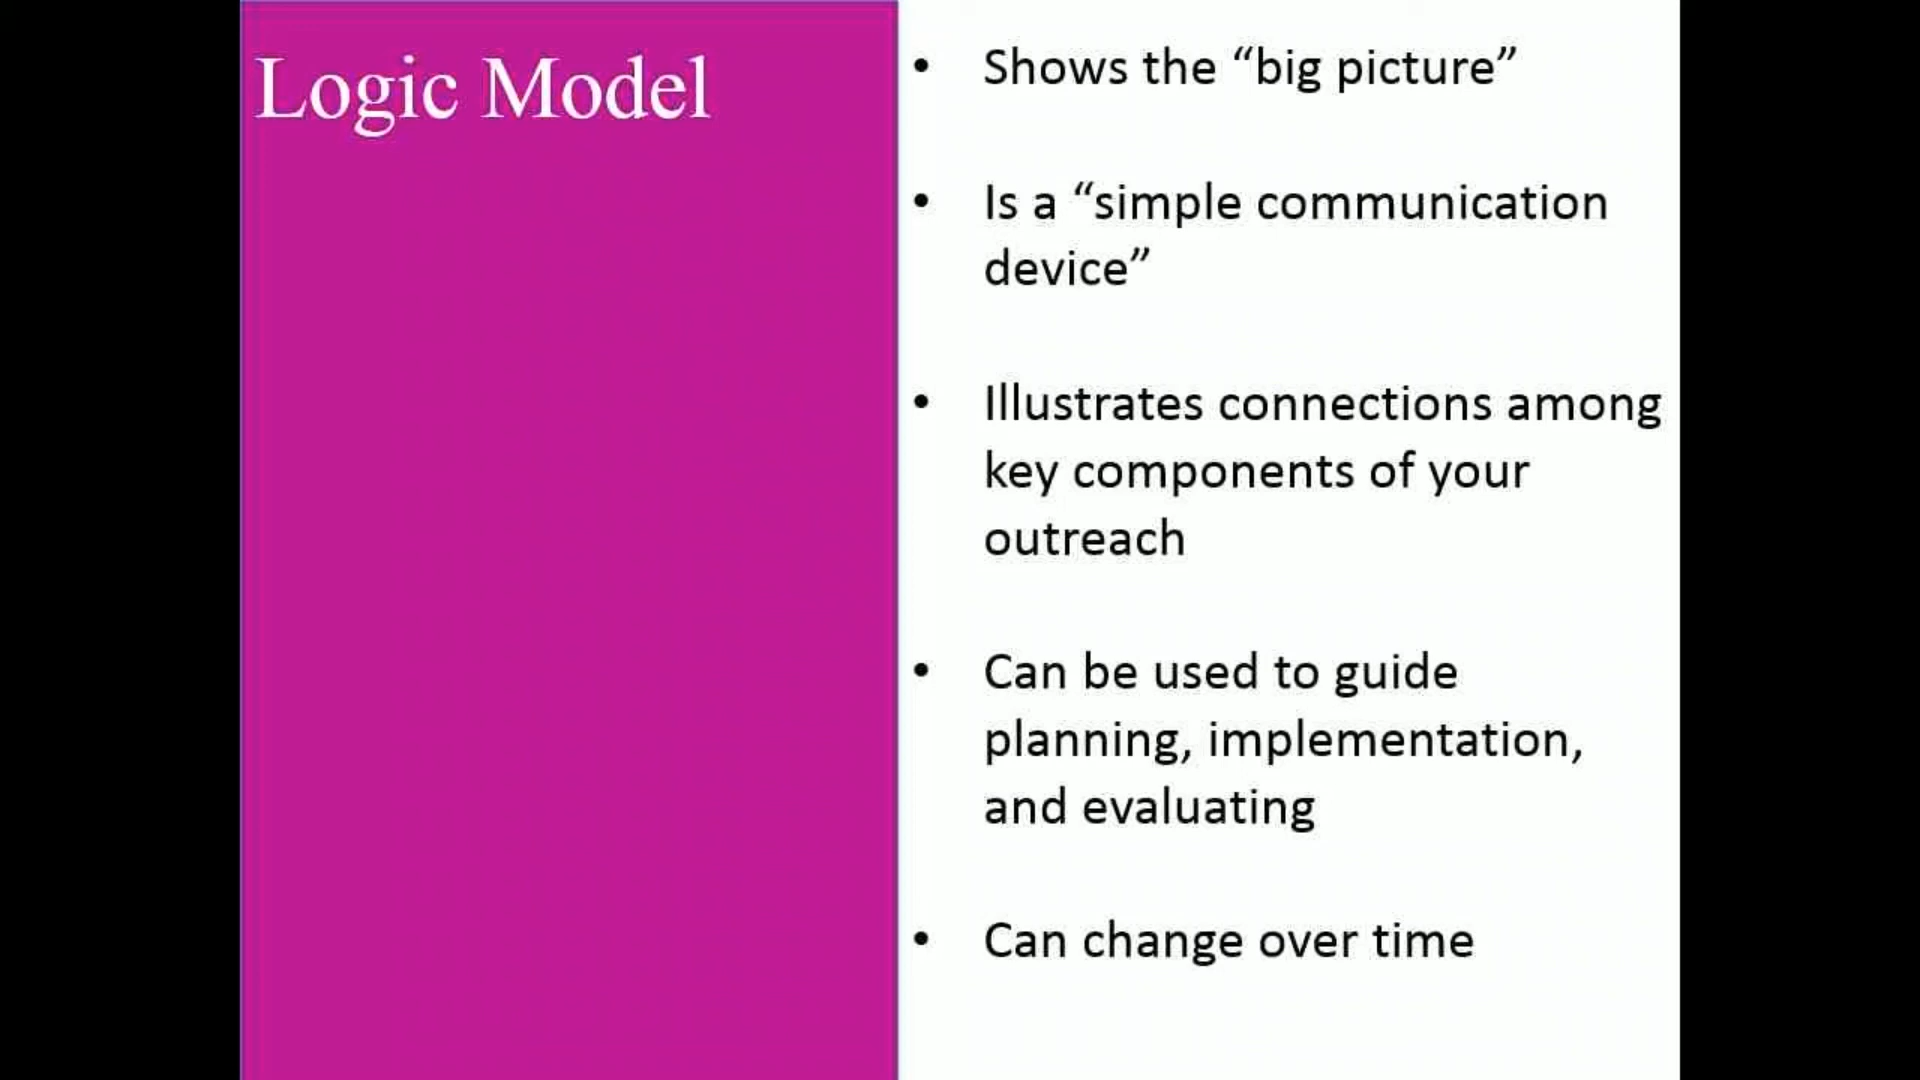 Logic Model
• Shows the “big picture”
• Is a “simple communication
device”
• Illustrates connections among
key components of your
outreach
• Can be used to guide
planning, implementation,
and evaluating
• Can change over time